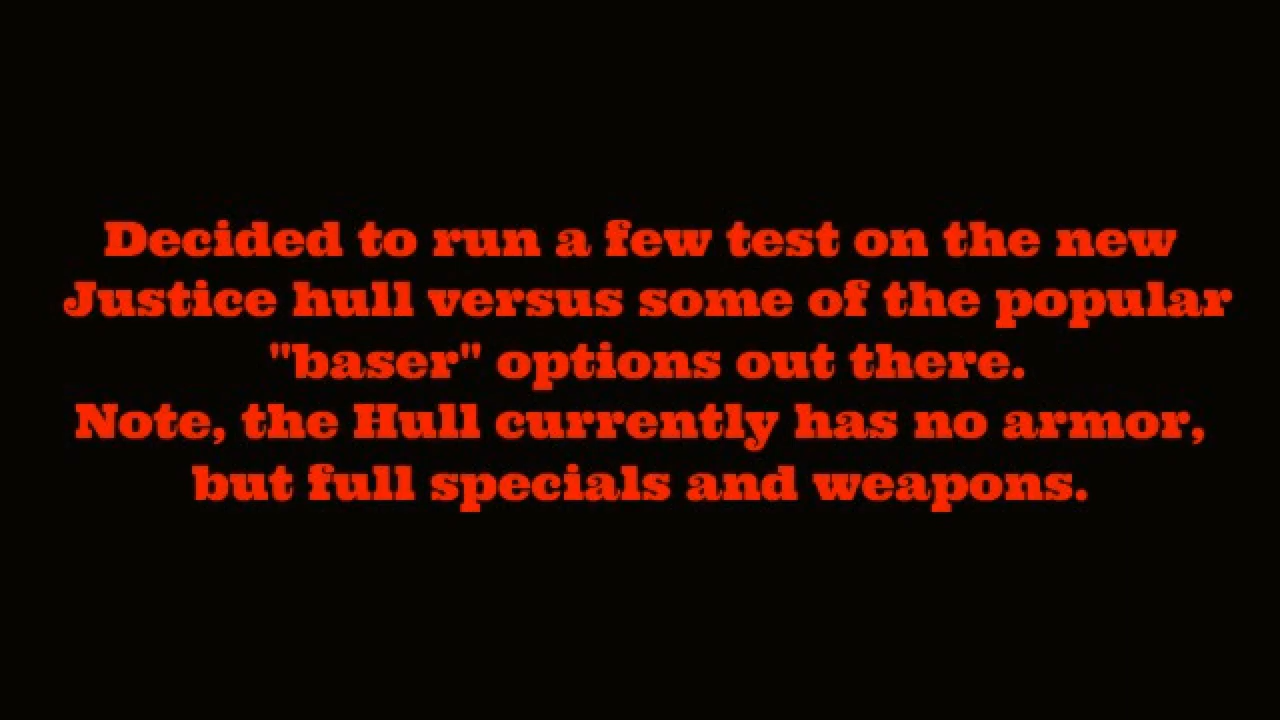 Decided to run a few test on the new
Justice hull versus some of the popular
"baser" options out there.
Note, the Hull currently has no armor,
but full specials and weapons.